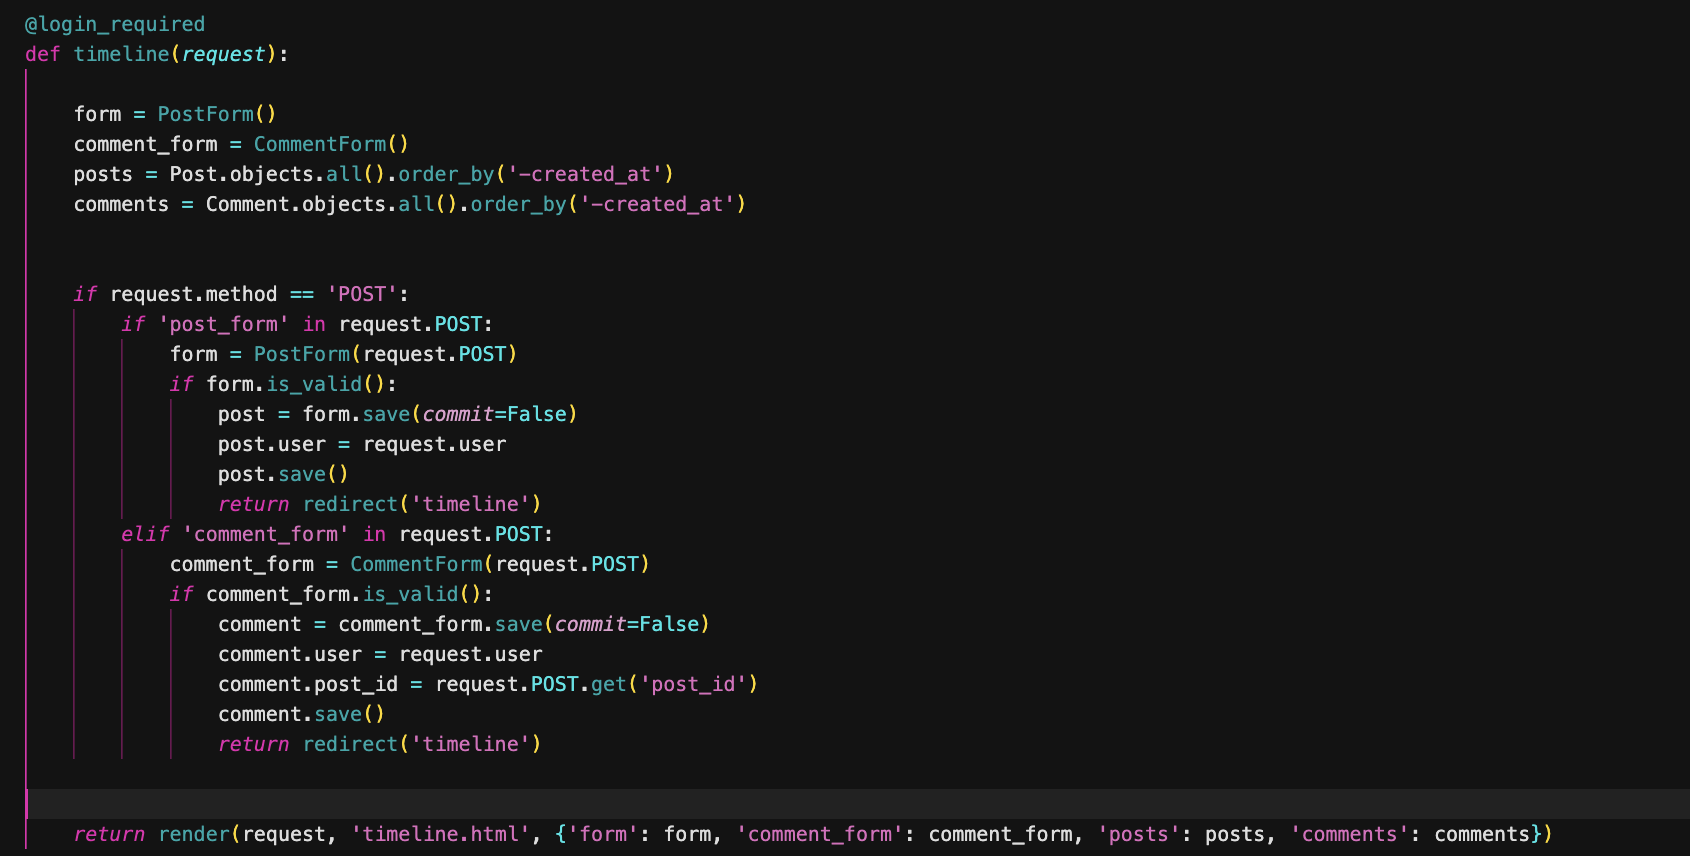 @login_required
def timeline(request):
    form = PostForm()
    comment_form = CommentForm()
    posts = Post.objects.all().order_by('-created_at')
    comments = Comment.objects.all().order_by('-created_at')
    if request.method == 'POST':
        if 'post_form' in request.POST:
            form = PostForm(request.POST)
            if form.is_valid():
                post = form.save(commit=False)
                post.user = request.user
                post.save()
                return redirect('timeline')
        elif 'comment_form' in request.POST:
            comment_form = CommentForm(request.POST)
            if comment_form.is_valid():
                comment = comment_form.save(commit=False)
                comment.user = request.user
                comment.post_id = request.POST.get('post_id')
                comment.save()
                return redirect('timeline')
    return render(request, 'timeline.html', {'form': form, 'comment_form': comment_form, 'posts': posts, 'comments': comments})